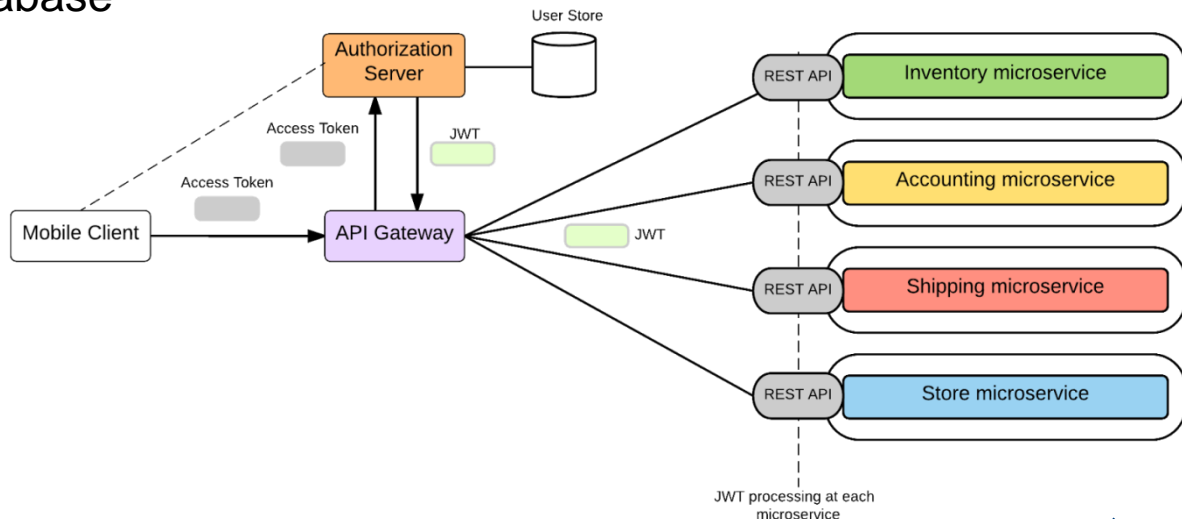 User Store
Authorization
Server
REST API
Inventory microservice
Access Token
JWT
Access Token
REST API
Accounting microservice
Mobile Client
API Gateway
JWT
REST API
Shipping microservice
REST API
Store microservice
JWT processing at each
microservice